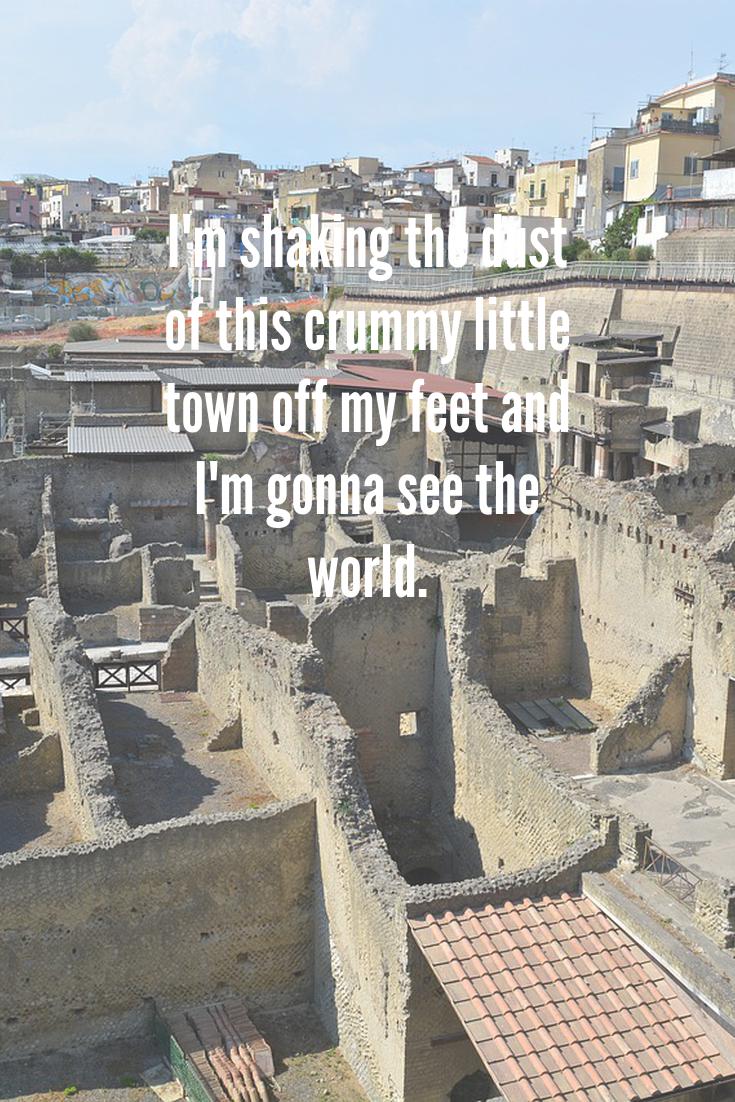 I'm shaking the dust
of this crummy little
town off my feet and
I'm gonna see the
world.